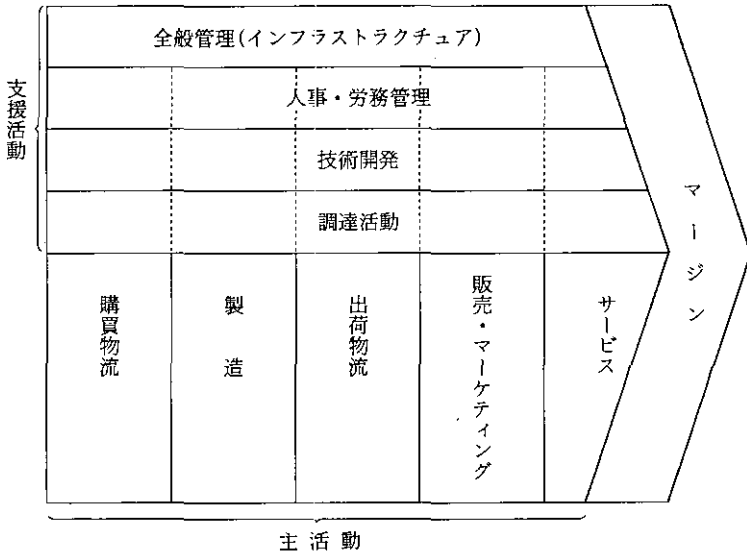 全般管理(インフラストラクチュア)
人事・労務管理
技術開発
調達活動
支援活動
購買物流
製造
出荷物流
販売・マーケティング
サービス
マージン
主活動